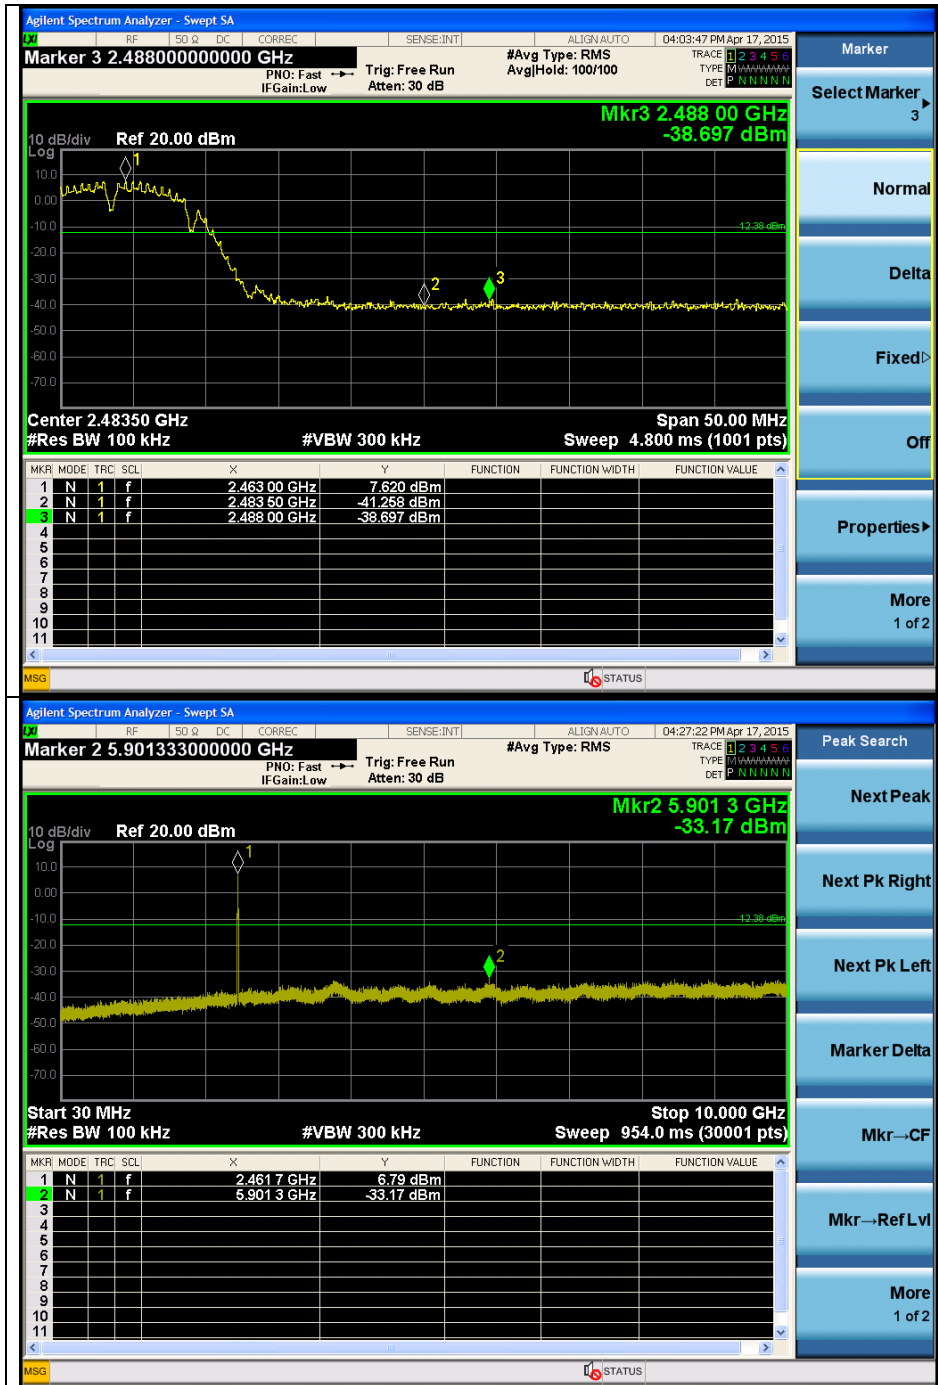 Agilent Spectrum Analyzer - Swept SA
LXI RF 50 Ω DC CORREC SENSE:INT ALIGN AUTO 04:03:47 PM Apr 17, 2015
Marker 3 2.488000000000 GHz
PNO: Fast
IFGain:Low
Trig: Free Run
Atten: 30 dB
#Avg Type: RMS
Avg|Hold: 100/100
TRACE 1 2 3 4 5 6
TYPE M WWWWW
DET P N N N N N
Mkr3 2.488 00 GHz
-38.697 dBm
10 dB/div Ref 20.00 dBm
Log
10.0
0.00
-10.0
-20.0
-30.0
-40.0
-50.0
-60.0
-70.0
1
2
3
-12.38 dBm
Center 2.48350 GHz Span 50.00 MHz
#Res BW 100 kHz #VBW 300 kHz Sweep 4.800 ms (1001 pts)
MKR MODE TRC SCL X Y FUNCTION FUNCTION WIDTH FUNCTION VALUE
1 N 1 f 2.463 00 GHz 7.620 dBm
2 N 1 f 2.483 50 GHz -41.258 dBm
3 N 1 f 2.488 00 GHz -38.697 dBm
4
5
6
7
8
9
10
11
MSG STATUS
Marker
Select Marker
3
Normal
Delta
Fixed
Off
Properties
More
1 of 2
Agilent Spectrum Analyzer - Swept SA
LXI RF 50 Ω DC CORREC SENSE:INT ALIGN AUTO 04:27:22 PM Apr 17, 2015
Marker 2 5.901333000000 GHz
PNO: Fast
IFGain:Low
Trig: Free Run
Atten: 30 dB
#Avg Type: RMS
TRACE 1 2 3 4 5 6
TYPE M WWWWW
DET P N N N N N
Mkr2 5.901 3 GHz
-33.17 dBm
10 dB/div Ref 20.00 dBm
Log
10.0
0.00
-10.0
-20.0
-30.0
-40.0
-50.0
-60.0
-70.0
1
2
-12.38 dBm
Start 30 MHz Stop 10.000 GHz
#Res BW 100 kHz #VBW 300 kHz Sweep 954.0 ms (30001 pts)
MKR MODE TRC SCL X Y FUNCTION FUNCTION WIDTH FUNCTION VALUE
1 N 1 f 2.461 7 GHz 6.79 dBm
2 N 1 f 5.901 3 GHz -33.17 dBm
3
4
5
6
7
8
9
10
11
MSG STATUS
Peak Search
Next Peak
Next Pk Right
Next Pk Left
Marker Delta
Mkr→CF
Mkr→Ref Lvl
More
1 of 2